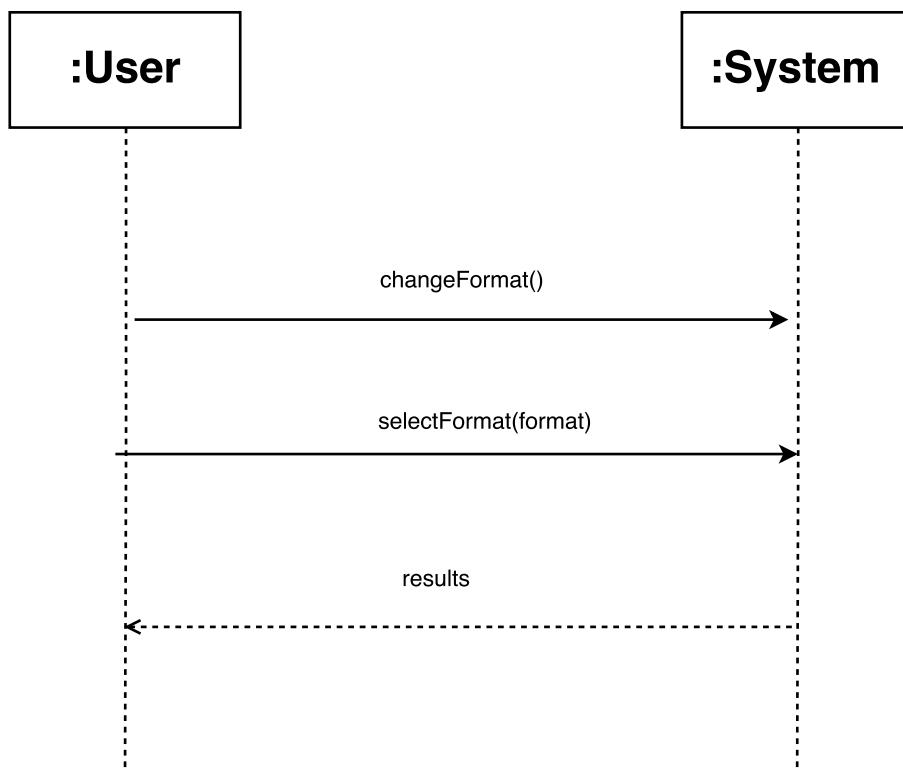 :User
:System
changeFormat()
selectFormat(format)
results